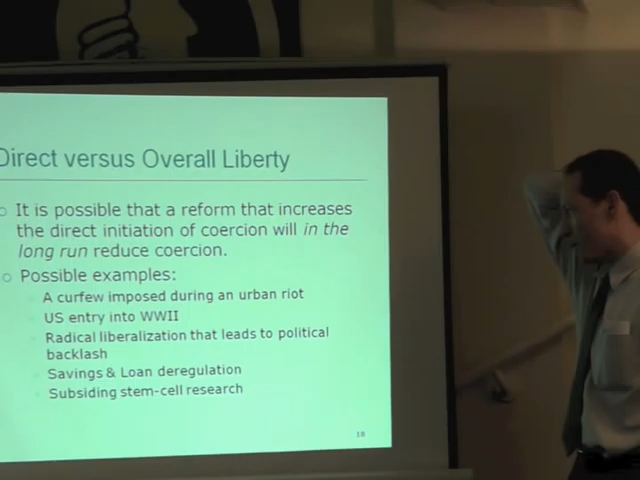 Direct versus Overall Liberty
It is possible that a reform that increases
the direct initiation of coercion will in the
long run reduce coercion.
Possible examples:
A curfew imposed during an urban riot
US entry into WWII
Radical liberalization that leads to political
backlash
Savings & Loan deregulation
Subsiding stem-cell research
18